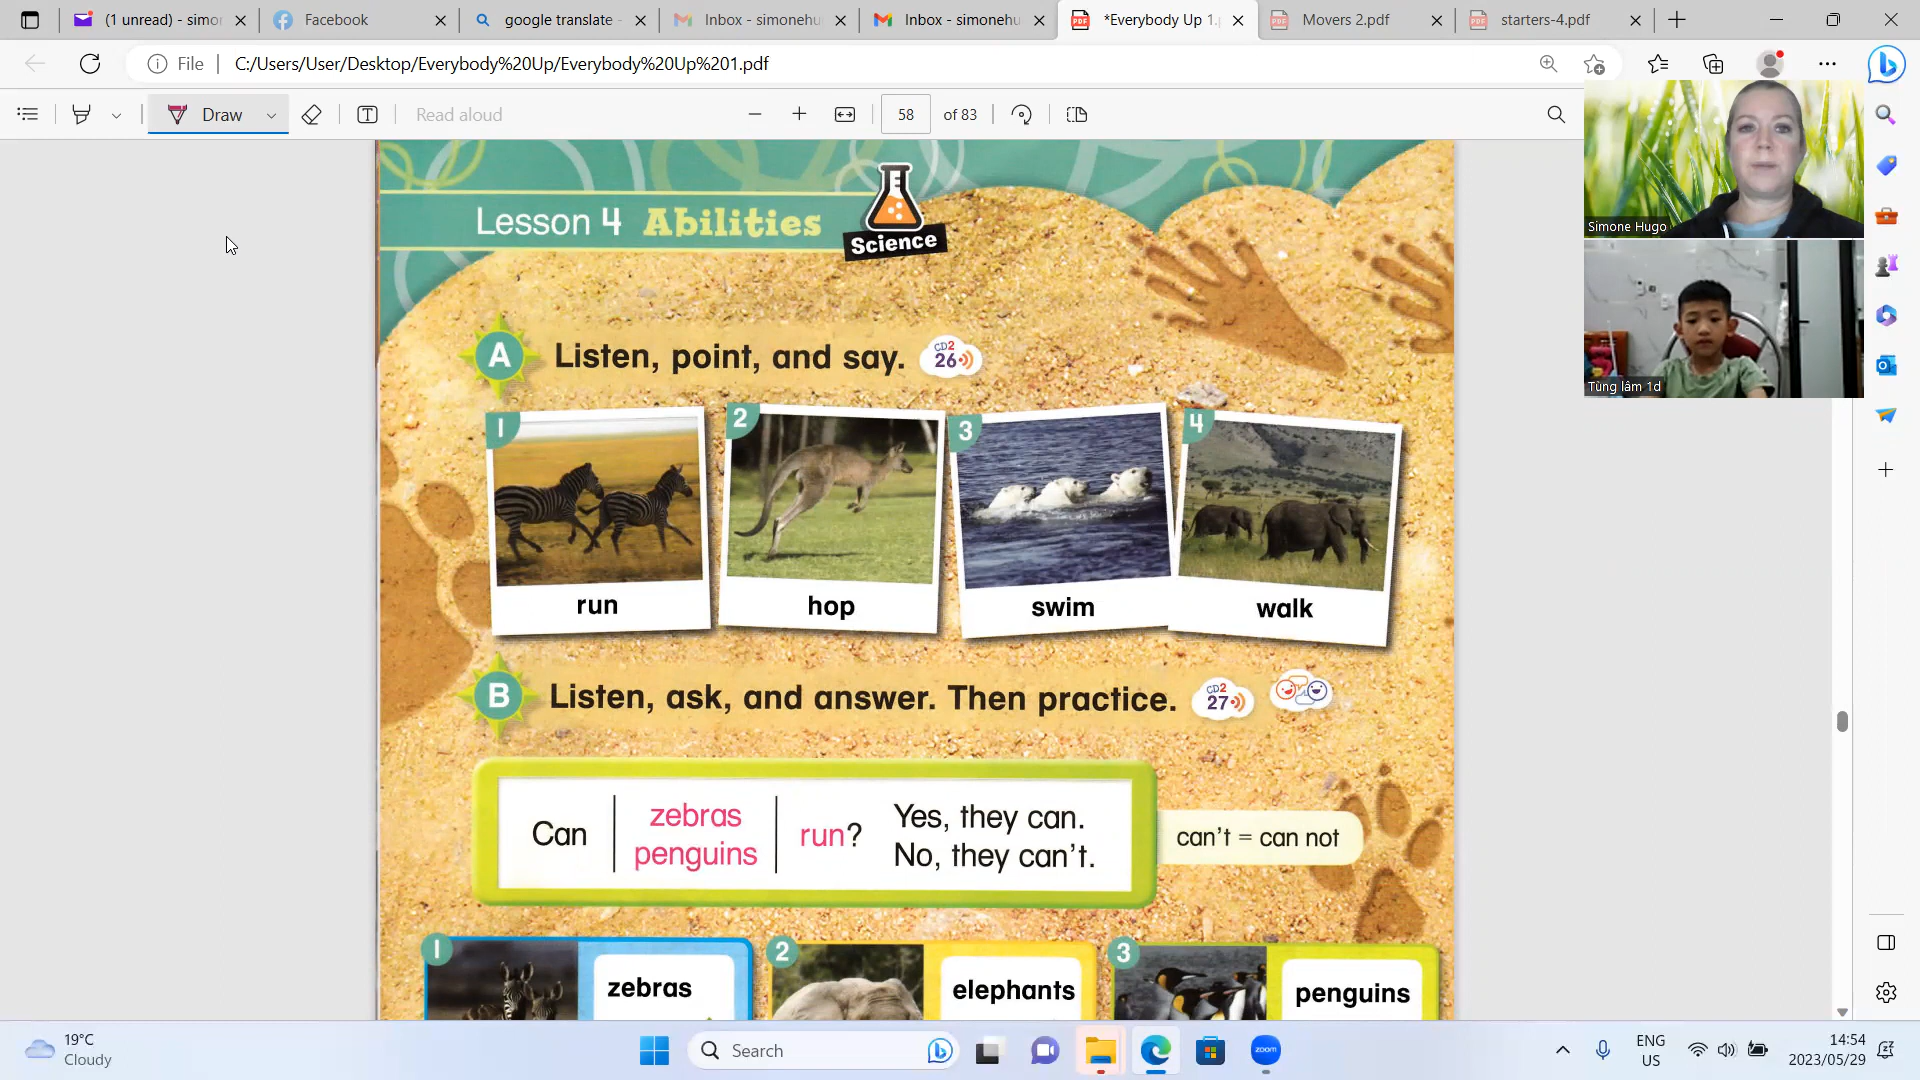 (1 unread) - simo
Facebook
google translate -
Inbox - simonehu
Inbox - simonehu
*Everybody Up 1.p
Movers 2.pdf
starters-4.pdf
File
C:/Users/User/Desktop/Everybody%20Up/Everybody%20Up%201.pdf
Draw
Read aloud
58
of 83
Lesson 4 Abilities
Science
A
Listen, point, and say.
CD2
26
1
2
3
4
run
hop
swim
walk
B
Listen, ask, and answer. Then practice.
CD2
27
Can
zebras
penguins
run?
Yes, they can.
No, they can't.
can't = can not
1
zebras
2
elephants
3
penguins
Simone Hugo
Tùng lâm 1d
19°C
Cloudy
Search
zoom
ENG
US
14:54
2023/05/29